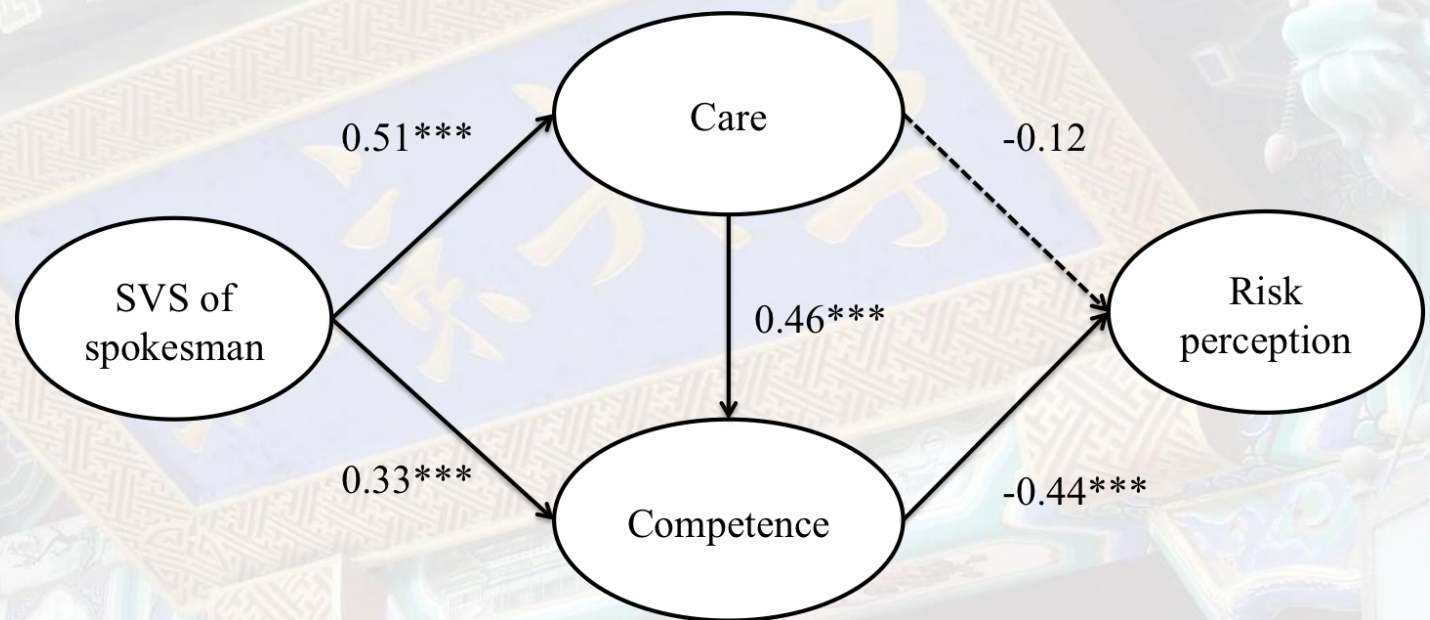 Care
0.51***
-0.12
SVS of
spokesman
0.46***
Risk
perception
0.33***
-0.44***
Competence